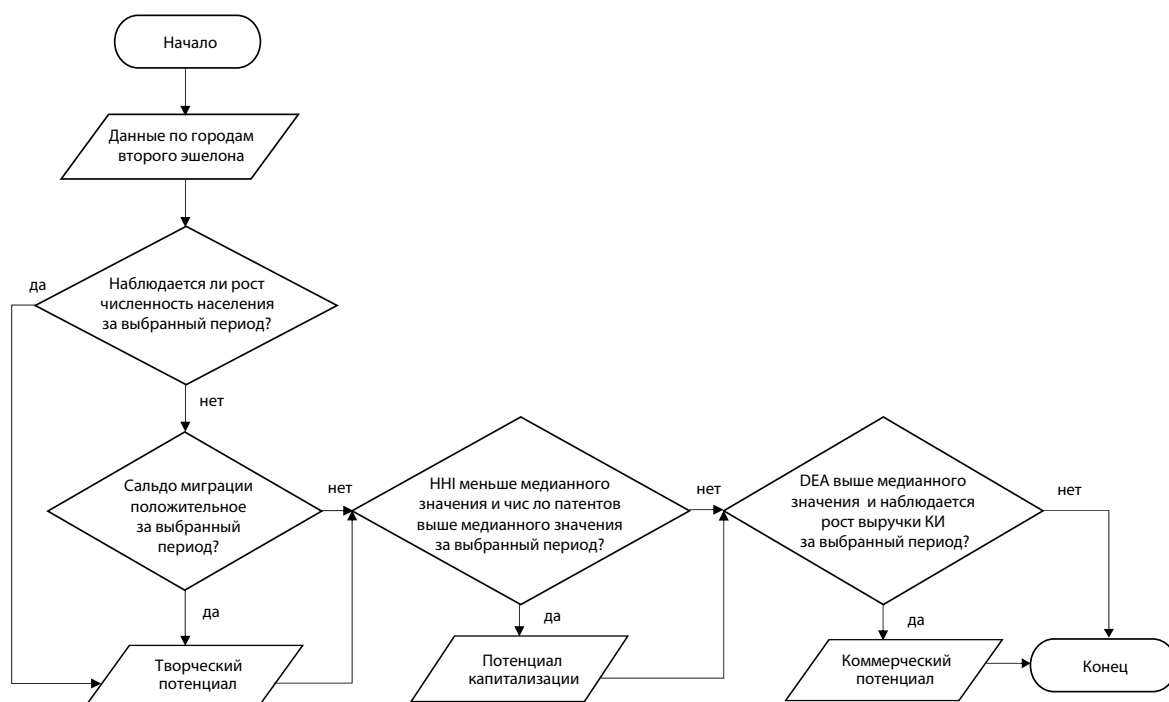 Начало
Данные по городам
второго эшелона
да
Наблюдается ли рост
численность населения
за выбранный период?
нет
Сальдо миграции
положительное
за выбранный
период?
нет
да
Творческий
потенциал
HHI меньше медианного
значения и чис ло патентов
выше медианного значения
за выбранный период?
нет
да
Потенциал
капитализации
DEA выше медианного
значения и наблюдается
рост выручки КИ
за выбранный период?
нет
да
Коммерческий
потенциал
Конец